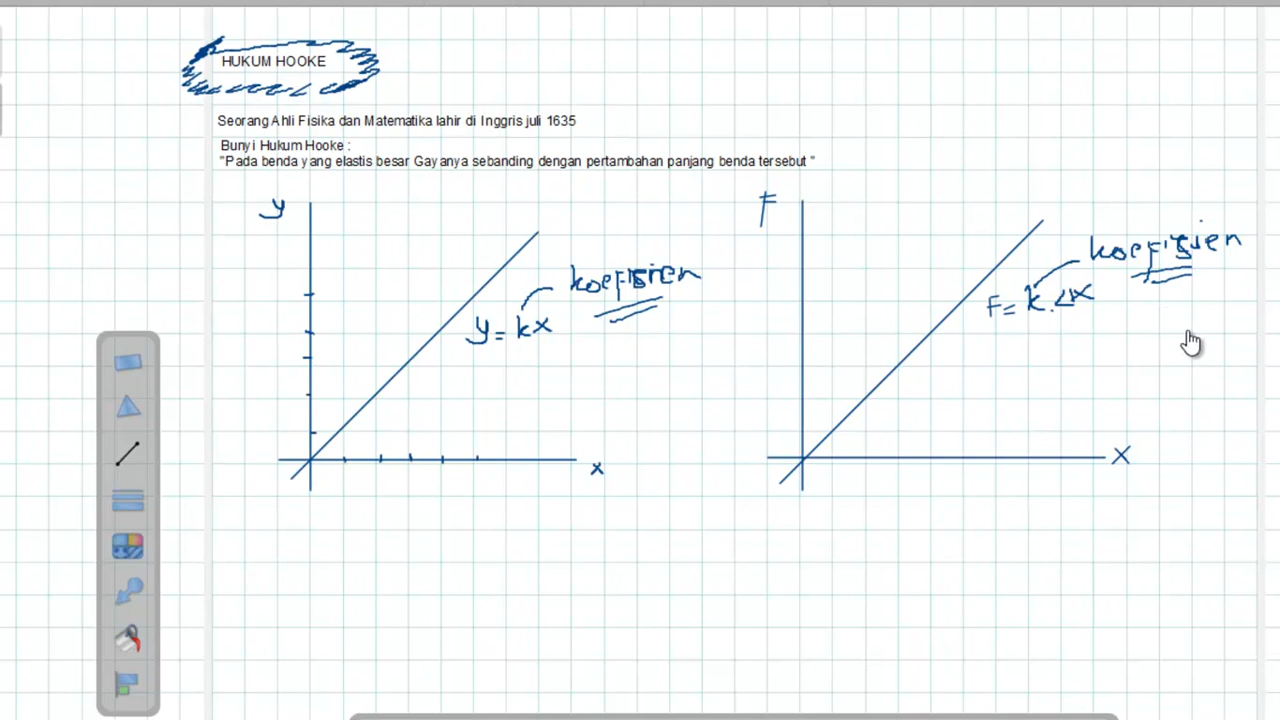 HUKUM HOOKE
Seorang Ahli Fisika dan Matematika lahir di Inggris juli 1635
Bunyi Hukum Hooke :
"Pada benda yang elastis besar Gayanya sebanding dengan pertambahan panjang benda tersebut "
y
koefisien
y = kx
x
F
koefisien
F = k. ∆x
x